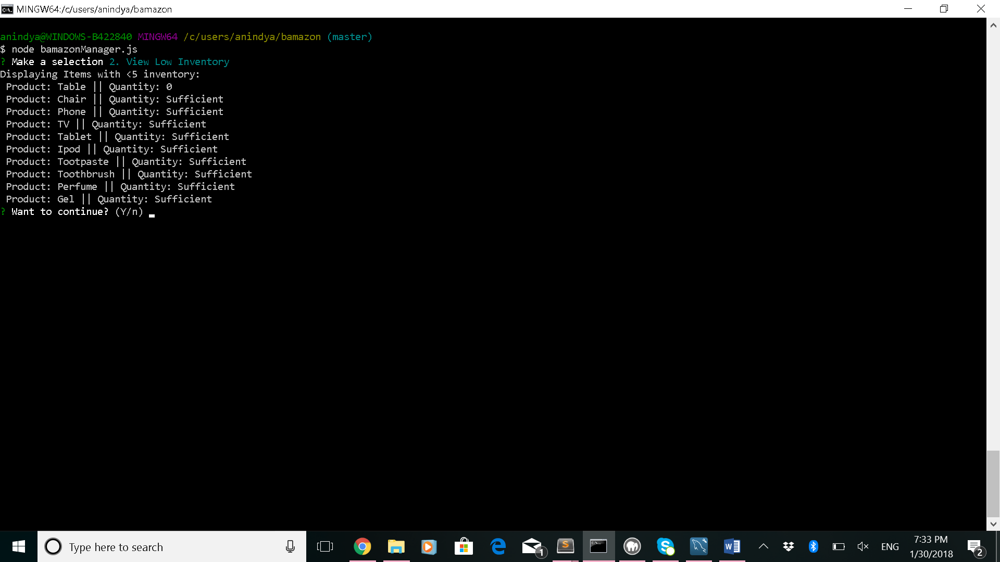 MINGW64:/c/users/anindya/bamazon
anindya@WINDOWS-B422840 MINGW64 /c/users/anindya/bamazon (master)
$ node bamazonManager.js
? Make a selection 2. View Low Inventory
Displaying Items with <5 inventory:
Product: Table || Quantity: 0
Product: Chair || Quantity: Sufficient
Product: Phone || Quantity: Sufficient
Product: TV || Quantity: Sufficient
Product: Tablet || Quantity: Sufficient
Product: Ipod || Quantity: Sufficient
Product: Tootpaste || Quantity: Sufficient
Product: Toothbrush || Quantity: Sufficient
Product: Perfume || Quantity: Sufficient
Product: Gel || Quantity: Sufficient
? Want to continue? (Y/n)
Type here to search
1
ENG
7:33 PM
1/30/2018
2